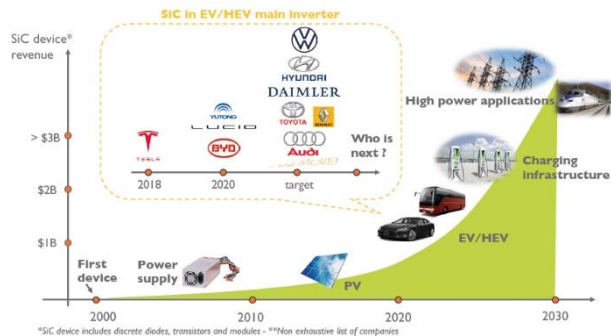 SiC in EV/HEV main inverter
SiC device*
revenue
HYUNDAI
DAIMLER
High power applications
YUTONG
LUCID
TOYOTA
RENAULT
> $3B
TESLA
BYD
Audi
Who is
next ?
Charging
infrastructure
... and MORE!
2018
2020
target
$2B
$1B
EV/HEV
First
device
Power
supply
PV
2000
2010
2020
2030
*SiC device includes discrete diodes, transistors and modules - **Non exhaustive list of companies